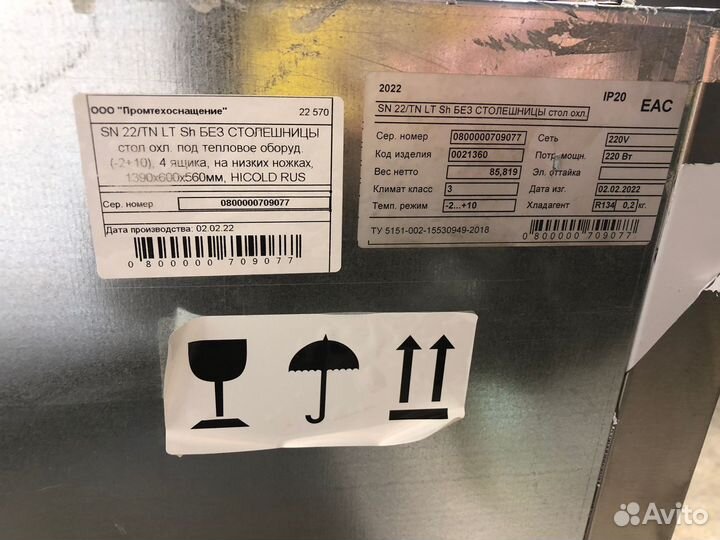 ООО "Промтехоснащение" 22 570
SN 22/TN LT Sh БЕЗ СТОЛЕШНИЦЫ
стол охл. под тепловое оборуд.
(-2+10), 4 ящика, на низких ножках,
1390х600х560мм, HICOLD RUS
Сер. номер 0800000709077
Дата производства: 02.02.22
0 800000 709077
2022 IP20 EAC
SN 22/TN LT Sh БЕЗ СТОЛЕШНИЦЫ стол охл.
Сер. номер 0800000709077 Сеть 220V
Код изделия 0021360 Потр. мощн. 220 Вт
Вес нетто 85,819 Эл. оттайка
Климат класс 3 Дата изг. 02.02.2022
Темп. режим -2...+10 Хладагент R134 0,2 кг.
ТУ 5151-002-15530949-2018
0 800000 709077
Avito